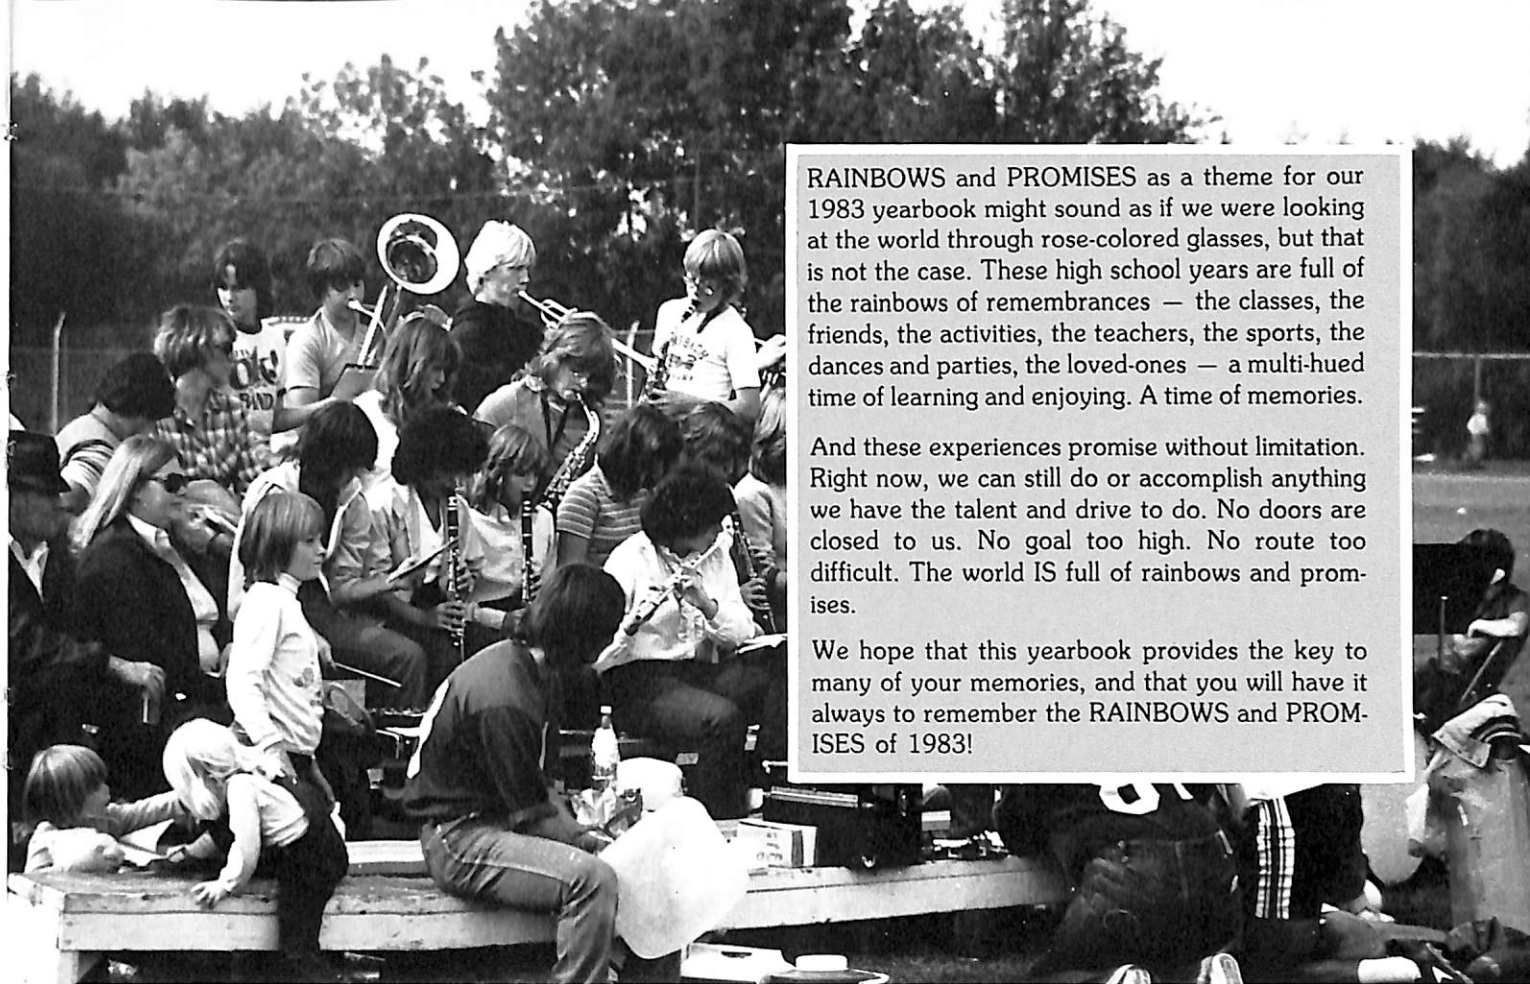 RAINBOWS and PROMISES as a theme for our
1983 yearbook might sound as if we were looking
at the world through rose-colored glasses, but that
is not the case. These high school years are full of
the rainbows of remembrances — the classes, the
friends, the activities, the teachers, the sports, the
dances and parties, the loved-ones — a multi-hued
time of learning and enjoying. A time of memories.
And these experiences promise without limitation.
Right now, we can still do or accomplish anything
we have the talent and drive to do. No doors are
closed to us. No goal too high. No route too
difficult. The world IS full of rainbows and prom-
ises.
We hope that this yearbook provides the key to
many of your memories, and that you will have it
always to remember the RAINBOWS and PROM-
ISES of 1983!